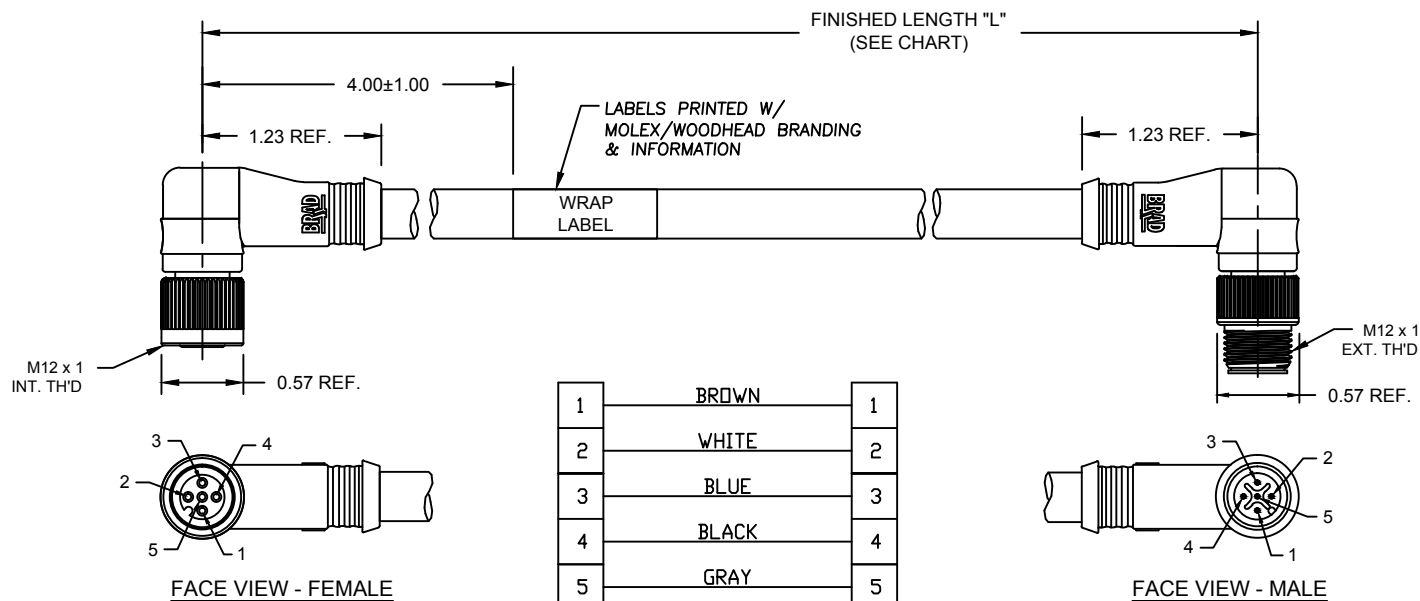 FINISHED LENGTH "L"
(SEE CHART)
4.00±1.00
LABELS PRINTED W/
MOLEX/WOODHEAD BRANDING
& INFORMATION
1.23 REF.
1.23 REF.
BRAD
WRAP
LABEL
BRAD
M12 x 1
INT. TH'D
0.57 REF.
M12 x 1
EXT. TH'D
0.57 REF.
1 BROWN 1
2 WHITE 2
3 BLUE 3
4 BLACK 4
5 GRAY 5
3 4
2
5 1
FACE VIEW - FEMALE
3 2
5
4 1
FACE VIEW - MALE